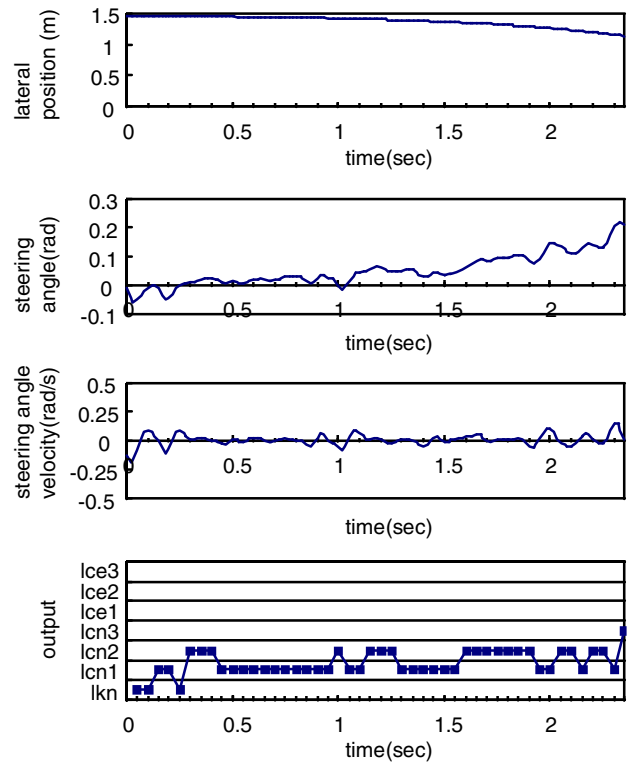 lateral
position (m)
1.5
1
0.5
0
0 0.5 1 1.5 2
time(sec)
steering
angle(rad)
0.3
0.2
0.1
0
-0.1
0 0.5 1 1.5 2
time(sec)
steering angle
velocity(rad/s)
0.5
0.25
0
-0.25
-0.5
0 0.5 1 1.5 2
time(sec)
output
lce3
lce2
lce1
lcn3
lcn2
lcn1
lkn
0 0.5 1 1.5 2
time(sec)